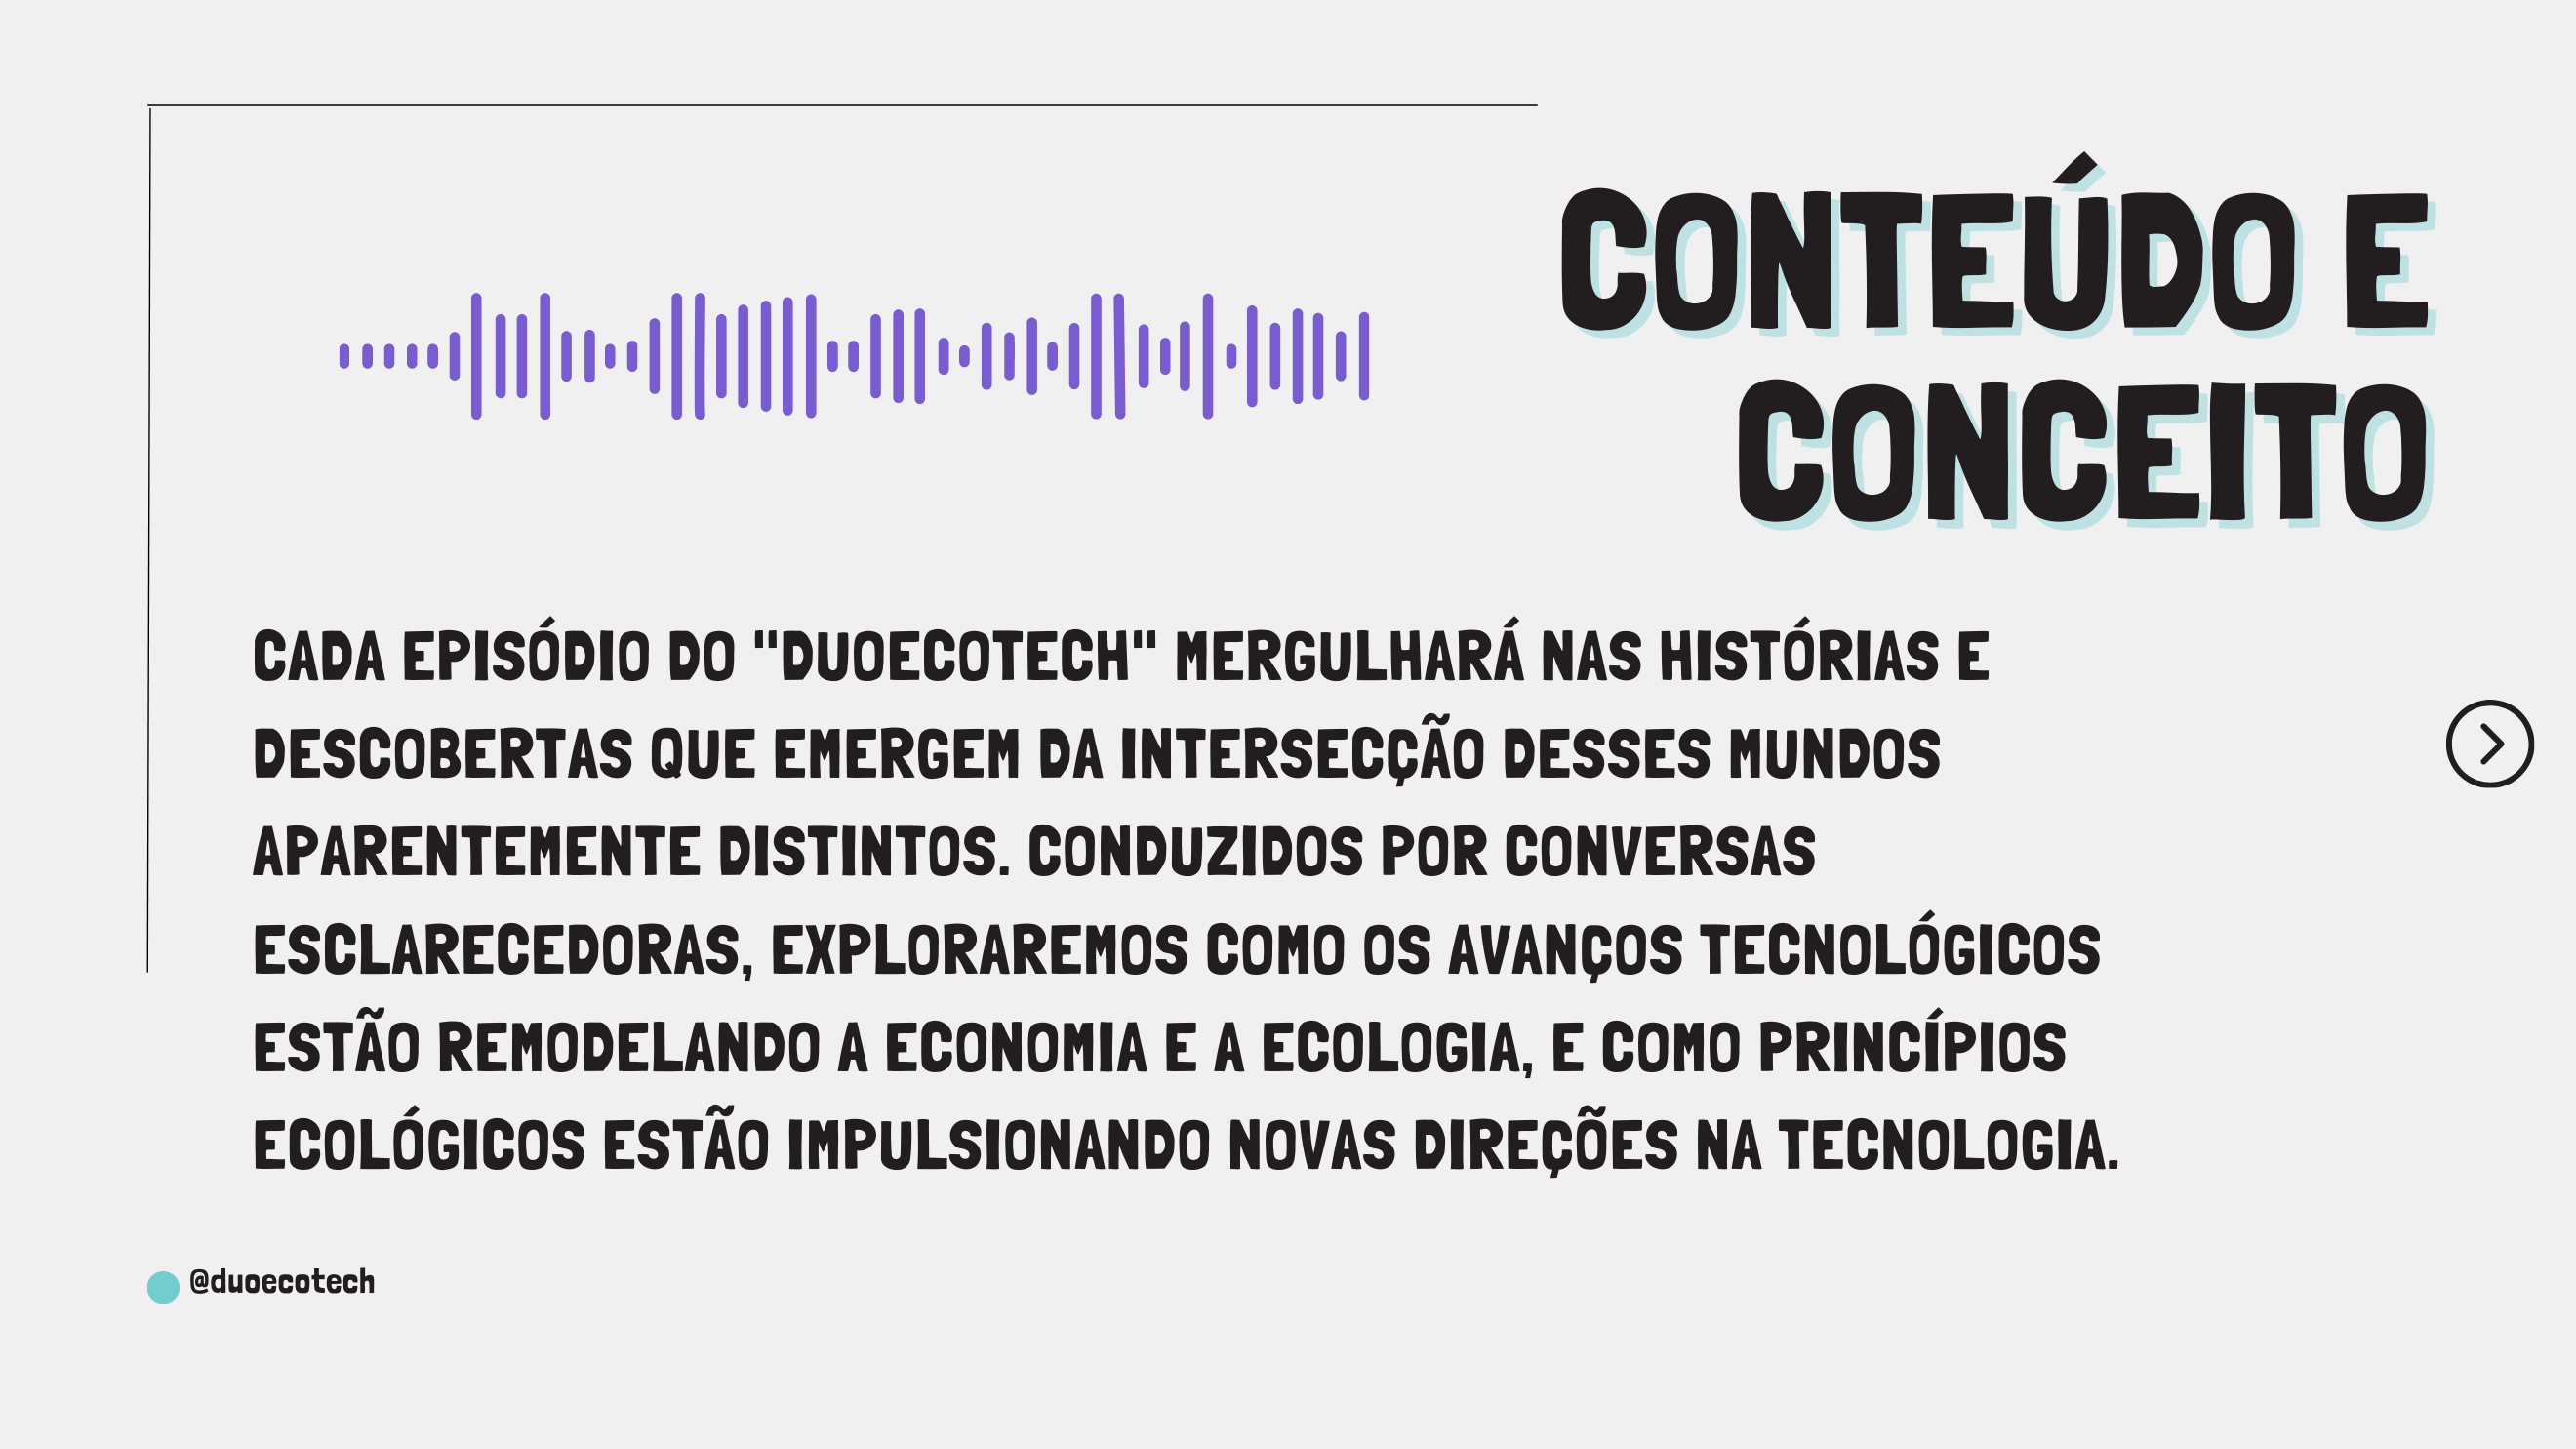 CONTEÚDO E
CONCEITO
CADA EPISÓDIO DO "DUOECOTECH" MERGULHARÁ NAS HISTÓRIAS E
DESCOBERTAS QUE EMERGEM DA INTERSECÇÃO DESSES MUNDOS
APARENTEMENTE DISTINTOS. CONDUZIDOS POR CONVERSAS
ESCLARECEDORAS, EXPLORAREMOS COMO OS AVANÇOS TECNOLÓGICOS
ESTÃO REMODELANDO A ECONOMIA E A ECOLOGIA, E COMO PRINCÍPIOS
ECOLÓGICOS ESTÃO IMPULSIONANDO NOVAS DIREÇÕES NA TECNOLOGIA.
@duoecotech